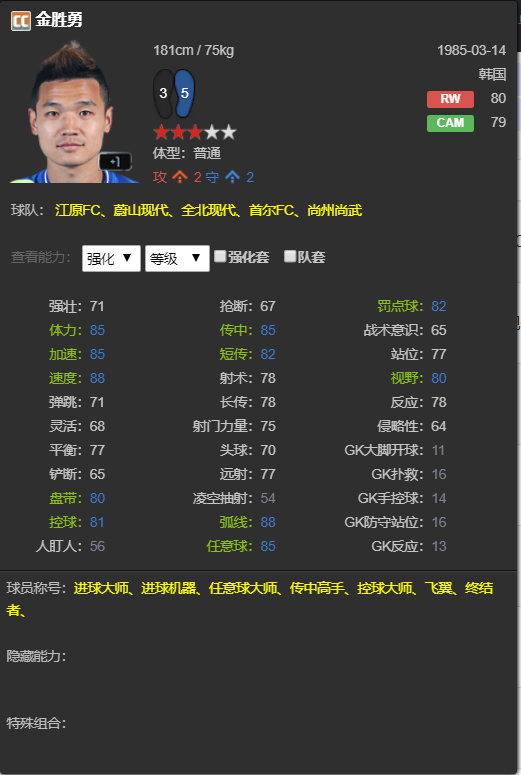 CC 金胜勇
181cm / 75kg 1985-03-14
韩国
3 5 RW 80
CAM 79
体型：普通
+1
攻 2 守 2
球队： 江原FC、蔚山现代、全北现代、首尔FC、尚州尚武
查看能力： 强化 ▼ 等级 ▼ 强化套 队套
强壮：71 抢断：67 罚点球：82
体力：85 传中：85 战术意识：65
加速：85 短传：82 站位：77
速度：88 射术：78 视野：80
弹跳：71 长传：78 反应：78
灵活：68 射门力量：75 侵略性：64
平衡：77 头球：70 GK大脚开球：11
铲断：65 远射：77 GK扑救：16
盘带：80 凌空抽射：54 GK手控球：14
控球：81 弧线：88 GK防守站位：16
人盯人：56 任意球：85 GK反应：13
球员称号：进球大师、进球机器、任意球大师、传中高手、控球大师、飞翼、终结
者、
隐藏能力：
特殊组合：